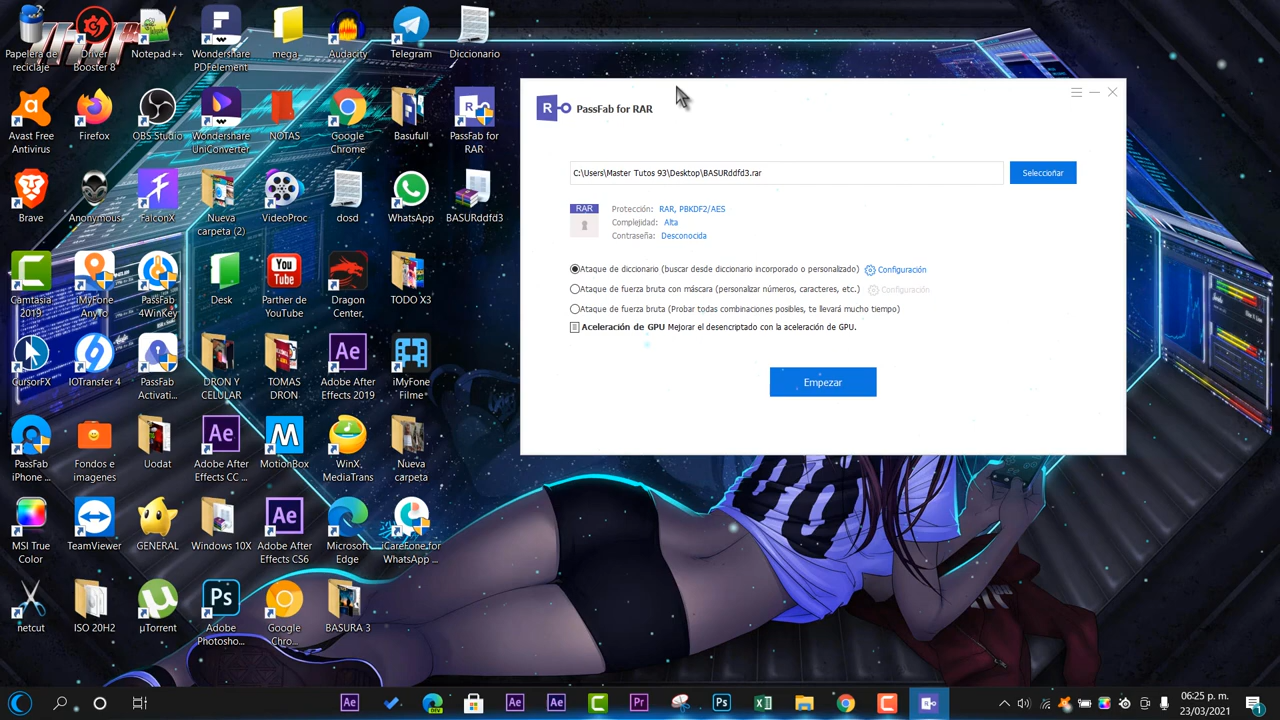 Papelera de
reciclaje
Driver
Booster 8
Notepad++
Wondershare
PDFelement
mega-
Audacity
Telegram
Diccionario
Avast Free
Antivirus
Firefox
OBS Studio
Wondershare
UniConverter
NOTAS
Google
Chrome
Basufull
PassFab for
RAR
Brave
Anonymous
FalconX
Nueva
carpeta (2)
VideoProc
dosd
WhatsApp
BASURddfd3
Camtasia
2019
iMyFone
AnyTo
PassFab
4WinKey
Desk
Parther de
YouTube
Dragon
Center,
TODO X3
CursorFX
IOTransfer 4
PassFab
Activati...
DRON Y
CELULAR
TOMAS
DRON
Adobe After
Effects 2019
iMyFone
Filme
PassFab
iPhone ...
Fondos e
imagenes
Uodat
Adobe After
Effects CC ...
MotionBox
WinX
MediaTrans
Nueva
carpeta
MSI True
Color
TeamViewer
GENERAL
Windows 10X
Adobe After
Effects CS6
Microsoft
Edge
iCareFone for
WhatsApp ...
netcut
ISO 20H2
µTorrent
Adobe
Photosho...
Google
Chro...
BASURA 3
PassFab for RAR
C:\Users\Master Tutos 93\Desktop\BASURddfd3.rar
Seleccioñar
RAR
Protección: RAR, PBKDF2/AES
Complejidad: Alta
Contraseña: Desconocida
Ataque de diccionario (buscar desde diccionario incorporado o personalizado) Configuración
Ataque de fuerza bruta con máscara (personalizar números, caracteres, etc.) Configuración
Ataque de fuerza bruta (Probar todas combinaciones posibles, te llevará mucho tiempo)
Aceleración de GPU Mejorar el desencriptado con la aceleración de GPU.
Empezar
06:25 p. m.
23/03/2021